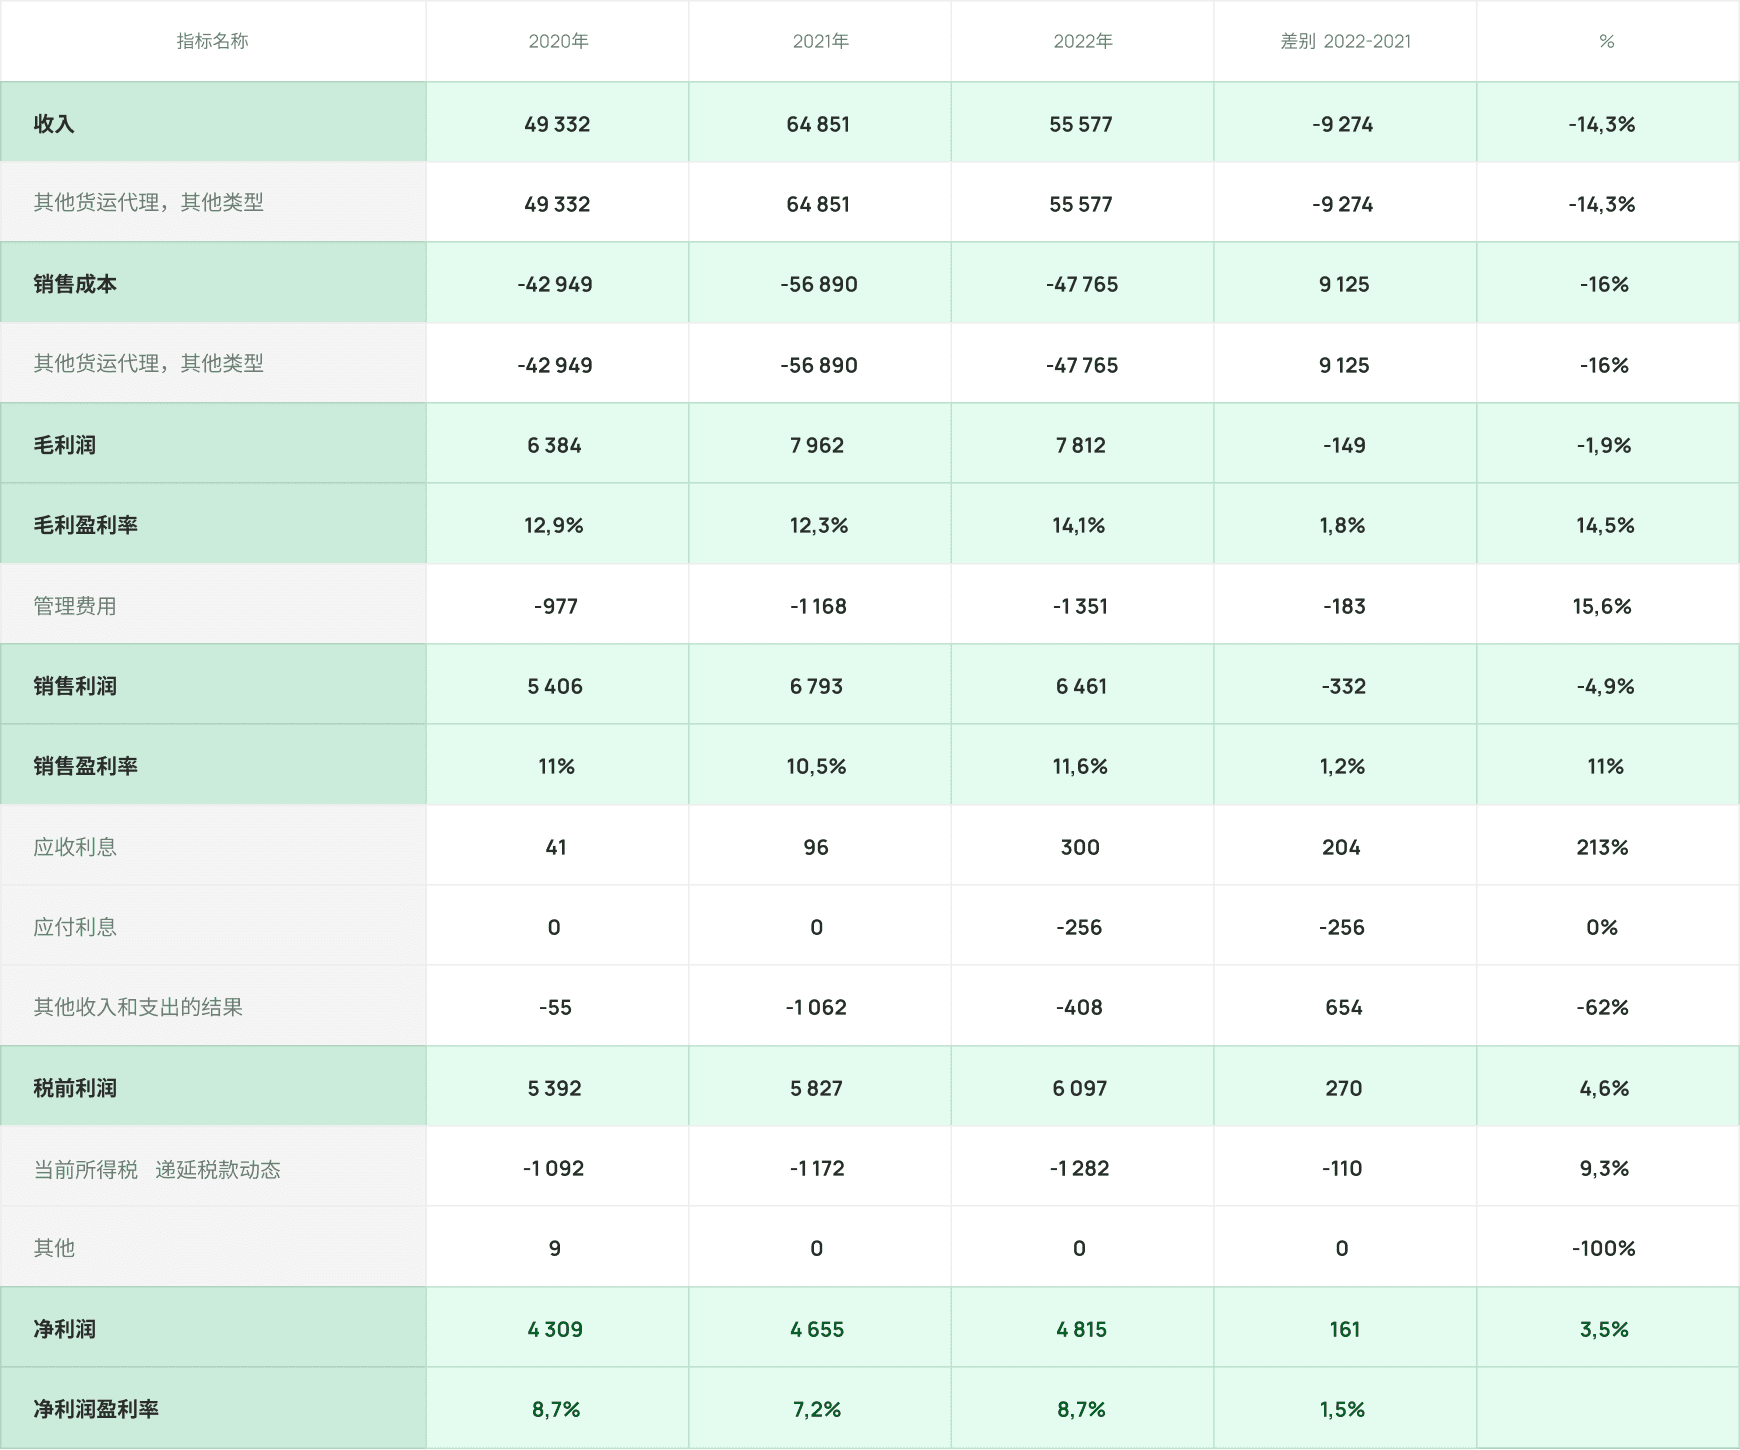 指标名称 2020年 2021年 2022年 差别 2022-2021 %
收入 49 332 64 851 55 577 -9 274 -14,3%
其他货运代理，其他类型 49 332 64 851 55 577 -9 274 -14,3%
销售成本 -42 949 -56 890 -47 765 9 125 -16%
其他货运代理，其他类型 -42 949 -56 890 -47 765 9 125 -16%
毛利润 6 384 7 962 7 812 -149 -1,9%
毛利盈利率 12,9% 12,3% 14,1% 1,8% 14,5%
管理费用 -977 -1 168 -1 351 -183 15,6%
销售利润 5 406 6 793 6 461 -332 -4,9%
销售盈利率 11% 10,5% 11,6% 1,2% 11%
应收利息 41 96 300 204 213%
应付利息 0 0 -256 -256 0%
其他收入和支出的结果 -55 -1 062 -408 654 -62%
税前利润 5 392 5 827 6 097 270 4,6%
当前所得税 递延税款动态 -1 092 -1 172 -1 282 -110 9,3%
其他 9 0 0 0 -100%
净利润 4 309 4 655 4 815 161 3,5%
净利润盈利率 8,7% 7,2% 8,7% 1,5%